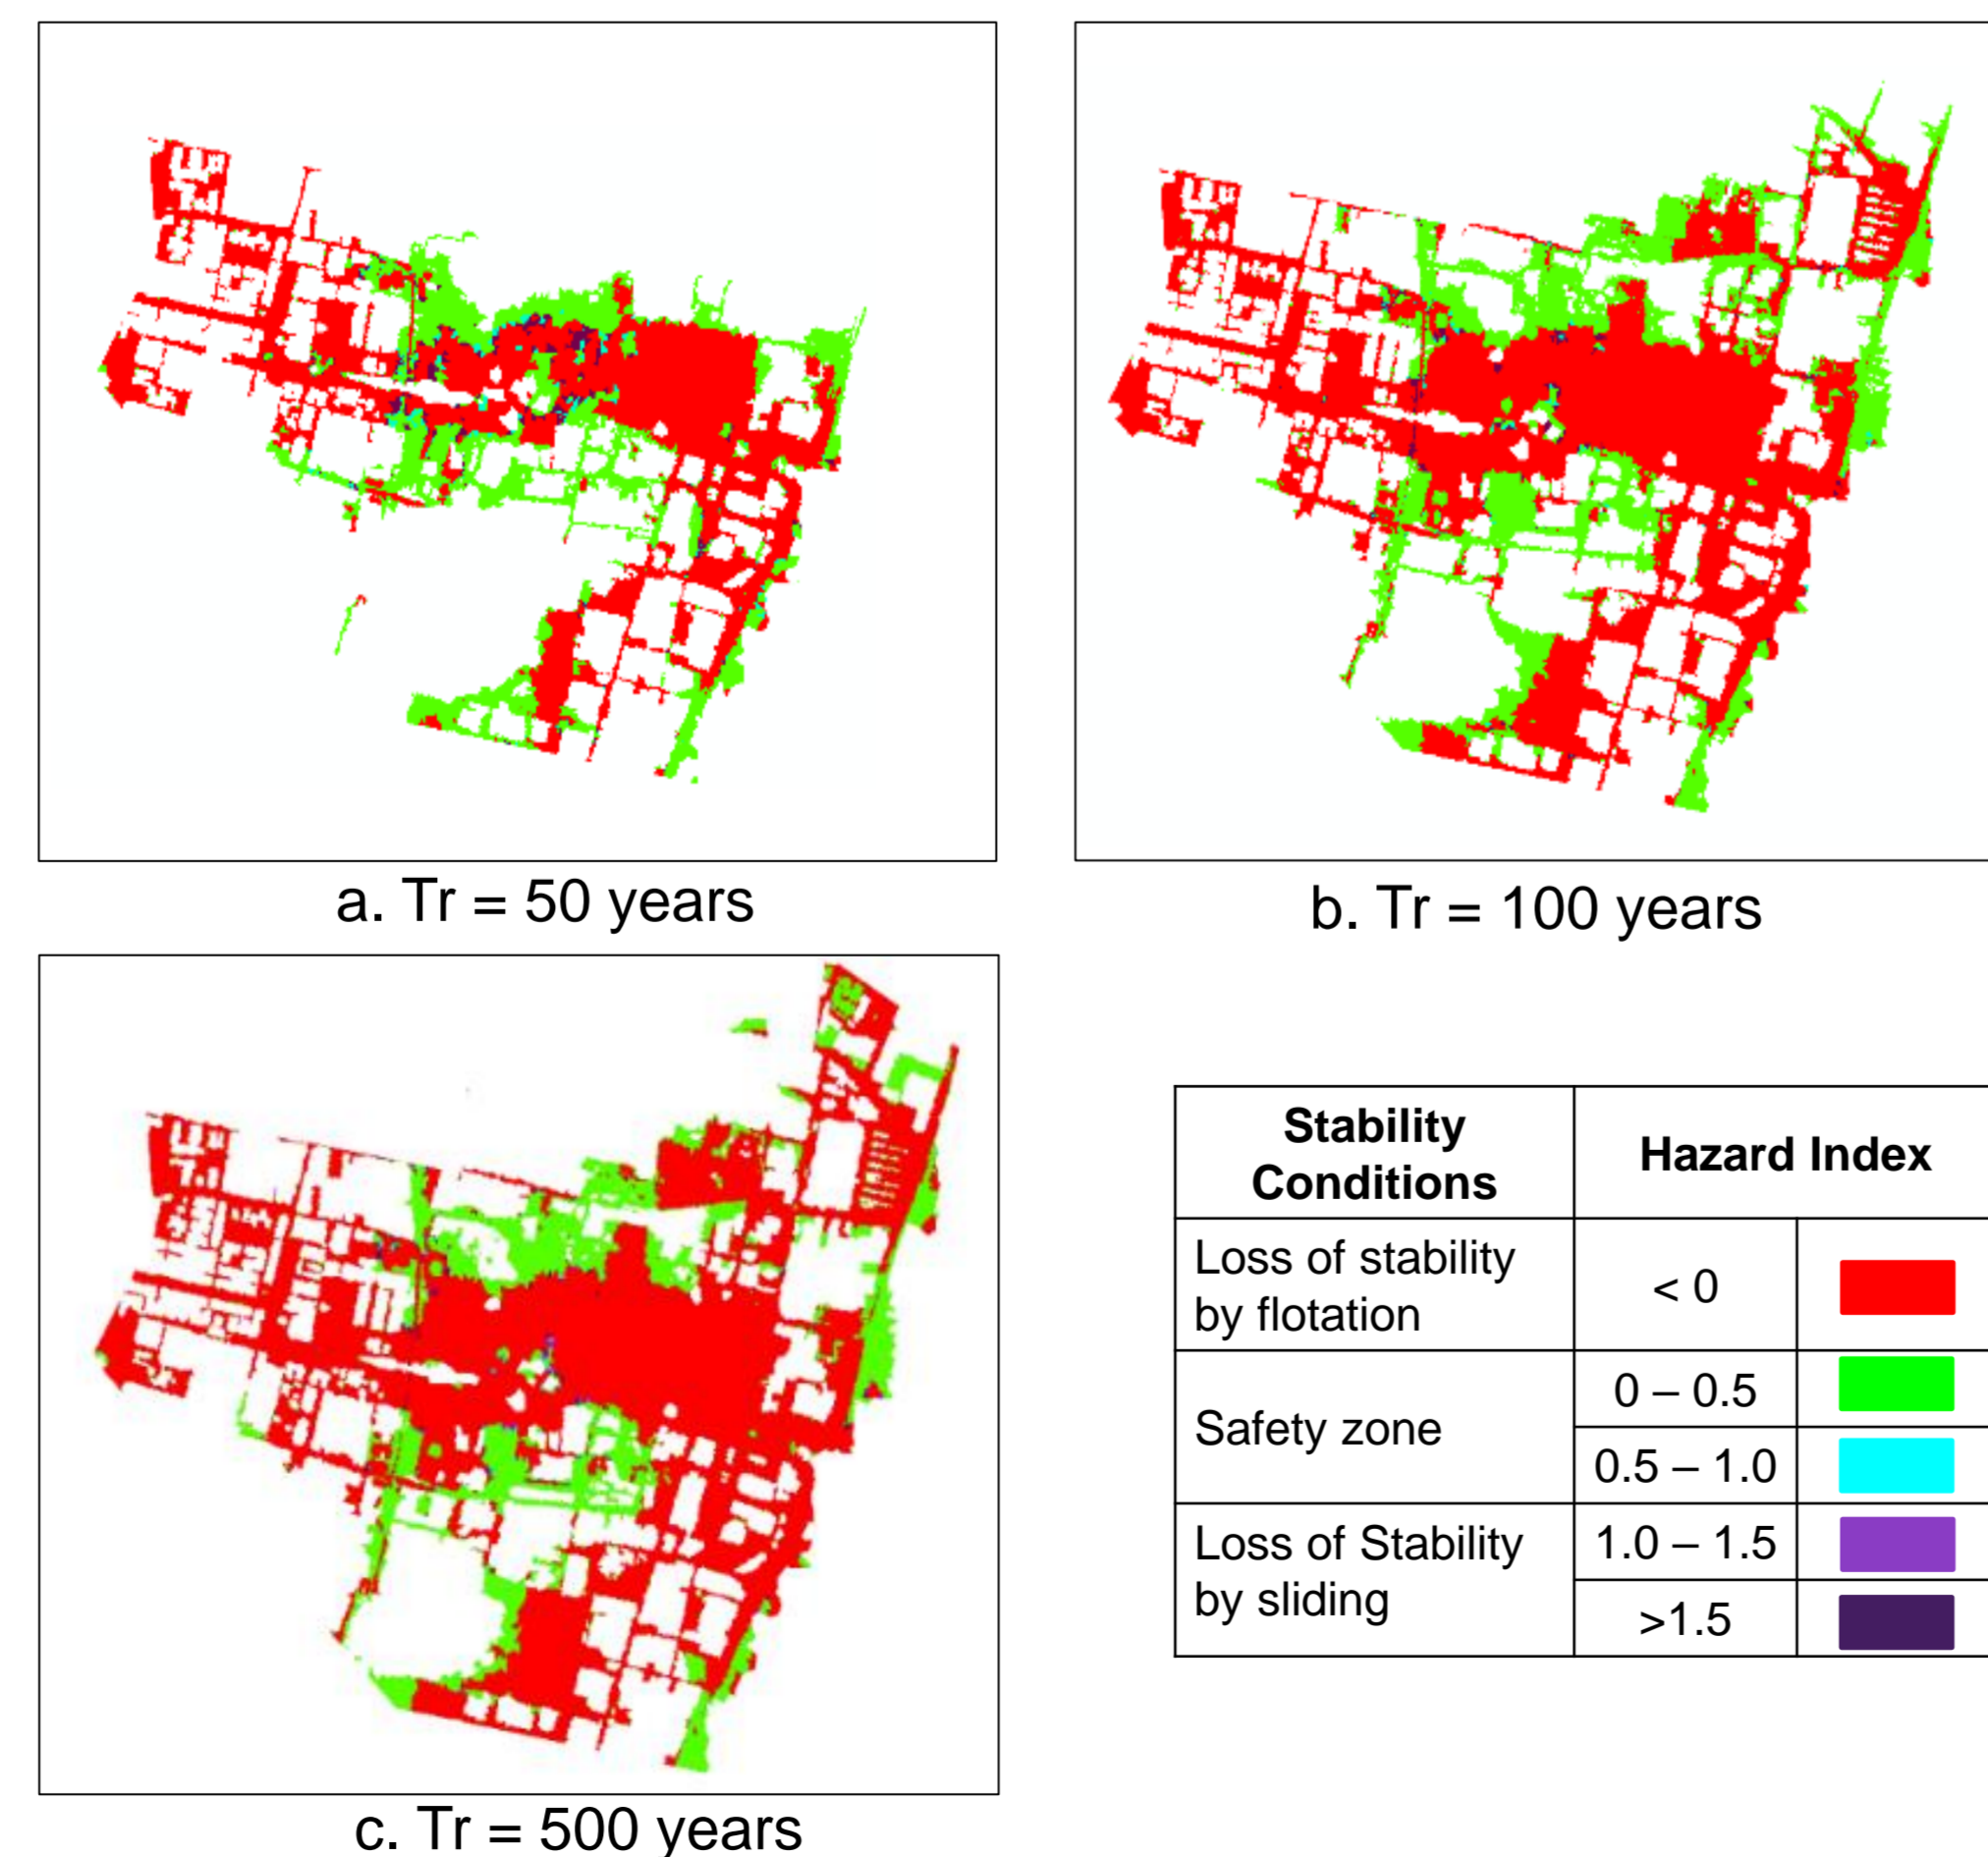 a. Tr = 50 years
b. Tr = 100 years
c. Tr = 500 years
Stability
Conditions
Hazard Index
Loss of stability
by flotation
< 0
Safety zone
0 – 0.5
0.5 – 1.0
Loss of Stability
by sliding
1.0 – 1.5
>1.5